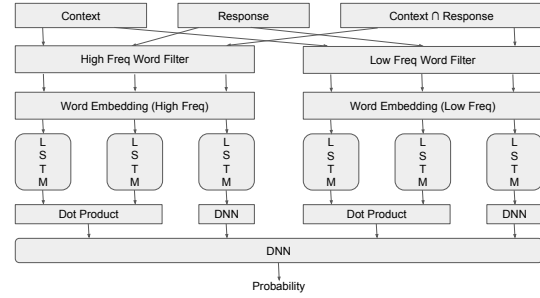 Context Response Context ∩ Response
High Freq Word Filter Low Freq Word Filter
Word Embedding (High Freq) Word Embedding (Low Freq)
L L L L L L
S S S S S S
T T T T T T
M M M M M M
Dot Product DNN Dot Product DNN
DNN
Probability